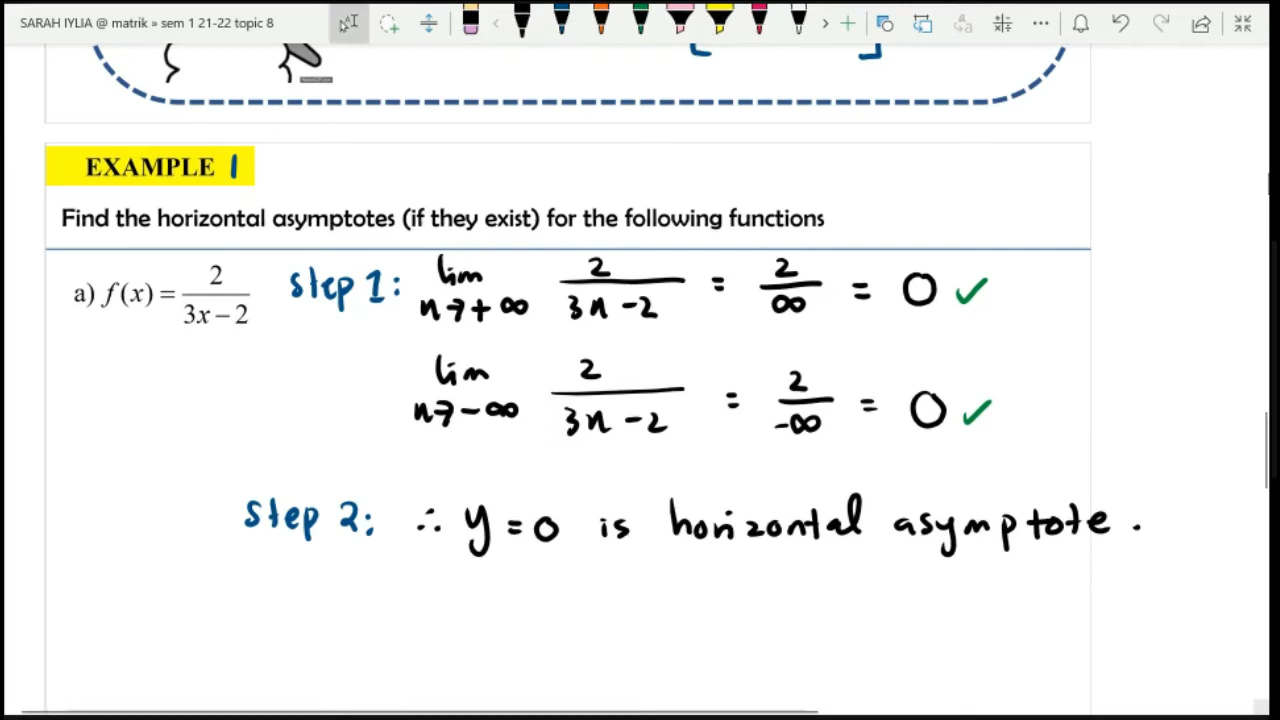 SARAH IYLIA @ matrik » sem 1 21-22 topic 8
EXAMPLE 1
Find the horizontal asymptotes (if they exist) for the following functions
a) f(x) = 2 / (3x − 2)
Step 1: lim x→+∞ 2 / (3x − 2) = 2 / ∞ = 0 ✓
lim x→−∞ 2 / (3x − 2) = 2 / −∞ = 0 ✓
Step 2: ∴ y = 0 is horizontal asymptote.